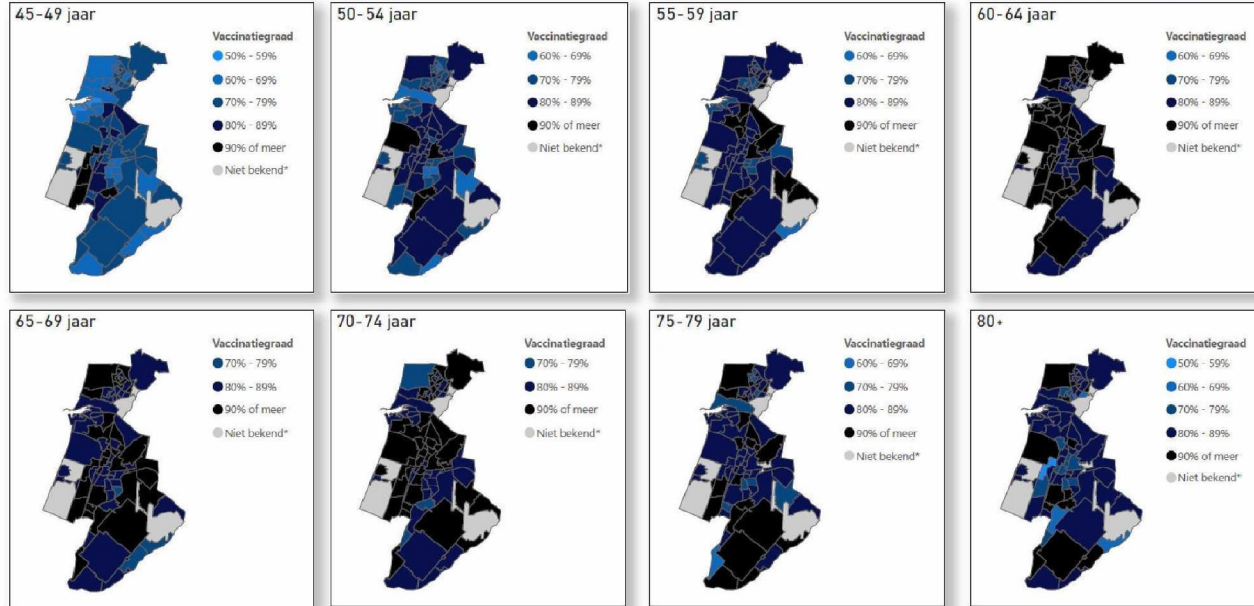 45-49 jaar
Vaccinatiegraad
50% - 59%
60% - 69%
70% - 79%
80% - 89%
90% of meer
Niet bekend*
50-54 jaar
Vaccinatiegraad
60% - 69%
70% - 79%
80% - 89%
90% of meer
Niet bekend*
55-59 jaar
Vaccinatiegraad
60% - 69%
70% - 79%
80% - 89%
90% of meer
Niet bekend*
60-64 jaar
Vaccinatiegraad
60% - 69%
70% - 79%
80% - 89%
90% of meer
Niet bekend*
65-69 jaar
Vaccinatiegraad
70% - 79%
80% - 89%
90% of meer
Niet bekend*
70-74 jaar
Vaccinatiegraad
70% - 79%
80% - 89%
90% of meer
Niet bekend*
75-79 jaar
Vaccinatiegraad
60% - 69%
70% - 79%
80% - 89%
90% of meer
Niet bekend*
80+
Vaccinatiegraad
50% - 59%
60% - 69%
70% - 79%
80% - 89%
90% of meer
Niet bekend*